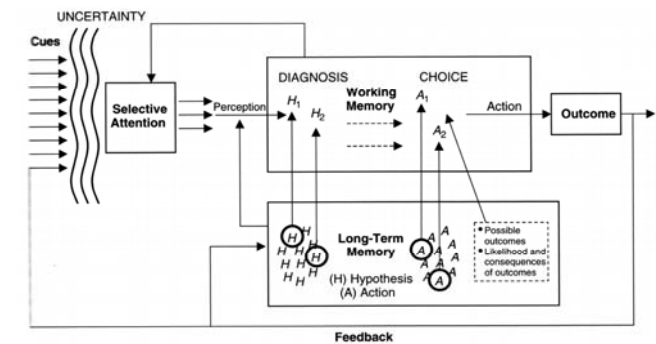 UNCERTAINTY
Cues
Selective
Attention
Perception
DIAGNOSIS
CHOICE
H1
H2
Working
Memory
A1
A2
Action
Outcome
Long-Term
Memory
(H) Hypothesis
(A) Action
H
H
H
H
H
H
H
H
H
H
H
A
A
A
A
A
A
A
A
A
A
• Possible
outcomes
• Likelihood and
consequences
of outcomes
Feedback